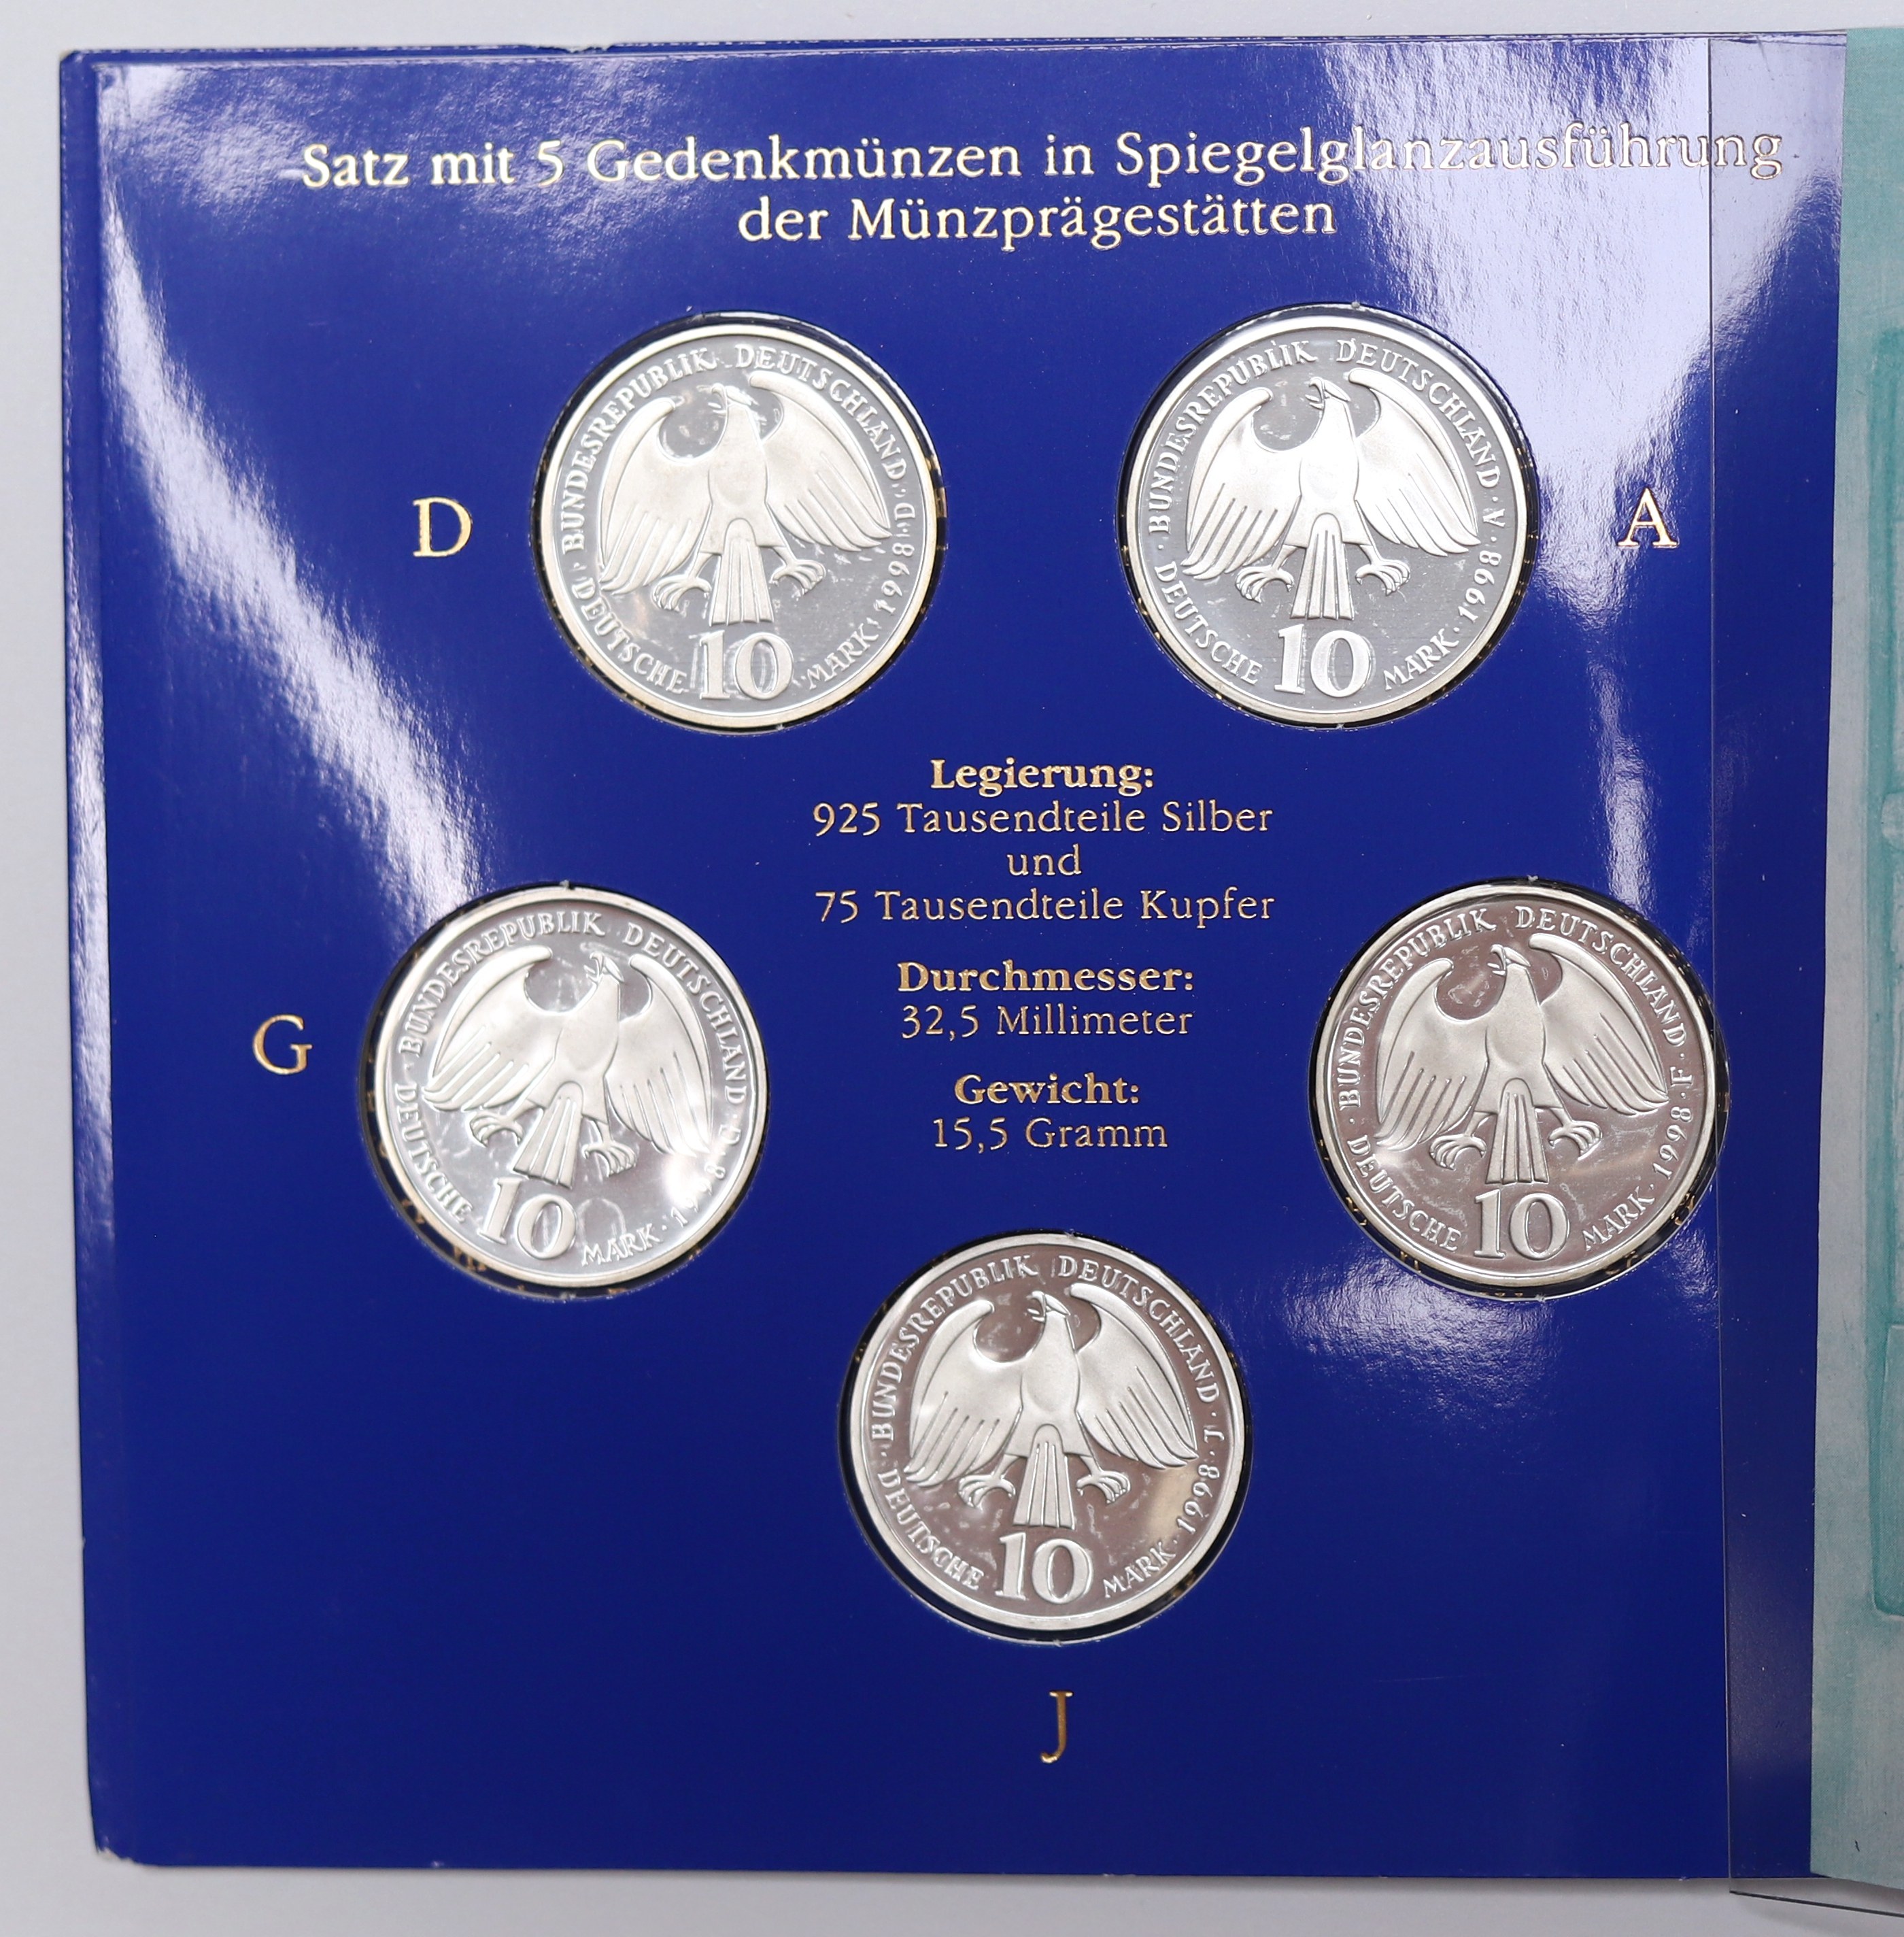 Satz mit 5 Gedenkmünzen in Spiegelglanzausführung
der Münzprägestätten
D
BUNDESREPUBLIK DEUTSCHLAND · D · 1998 ·
DEUTSCHE 10 MARK
A
BUNDESREPUBLIK DEUTSCHLAND · A · 1998 ·
DEUTSCHE 10 MARK
Legierung:
925 Tausendteile Silber
und
75 Tausendteile Kupfer
Durchmesser:
32,5 Millimeter
Gewicht:
15,5 Gramm
G
BUNDESREPUBLIK DEUTSCHLAND · G · 1998 ·
DEUTSCHE 10 MARK
BUNDESREPUBLIK DEUTSCHLAND · F · 1998 ·
DEUTSCHE 10 MARK
BUNDESREPUBLIK DEUTSCHLAND · J · 1998 ·
DEUTSCHE 10 MARK
J